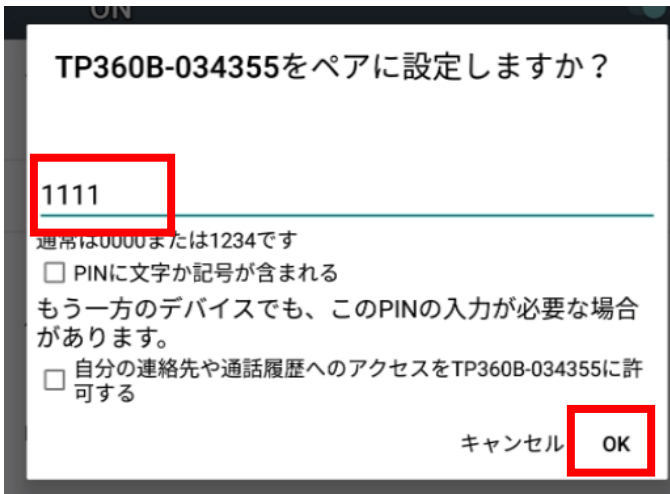 ON
TP360B-034355をペアに設定しますか？
1111
通常は0000または1234です
PINに文字か記号が含まれる
もう一方のデバイスでも、このPINの入力が必要な場合
があります。
自分の連絡先や通話履歴へのアクセスをTP360B-034355に許
可する
キャンセル OK